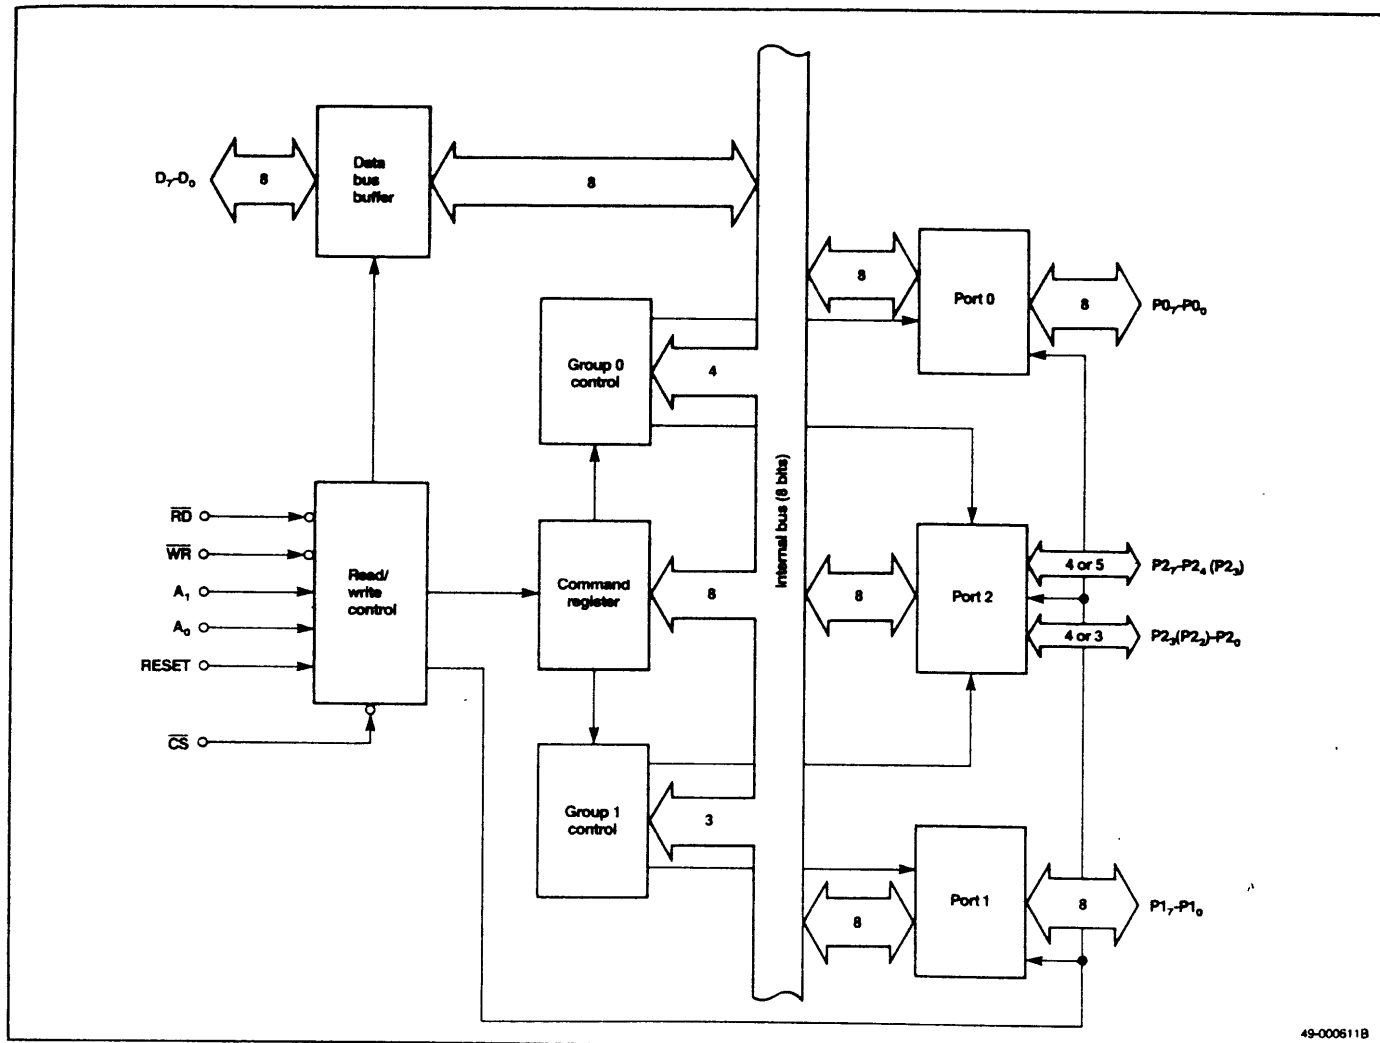 Data
bus
buffer
D₇-D₀
8
8
8
Port 0
8
P0₇-P0₀
Group 0
control
4
Internal bus (8 bits)
R̅D̅
W̅R̅
A₁
A₀
RESET
C̅S̅
Read/
write
control
Command
register
8
8
Port 2
4 or 5
P2₇-P2₄ (P2₃)
4 or 3
P2₃(P2₂)-P2₀
Group 1
control
3
8
Port 1
8
P1₇-P1₀
49-000611B